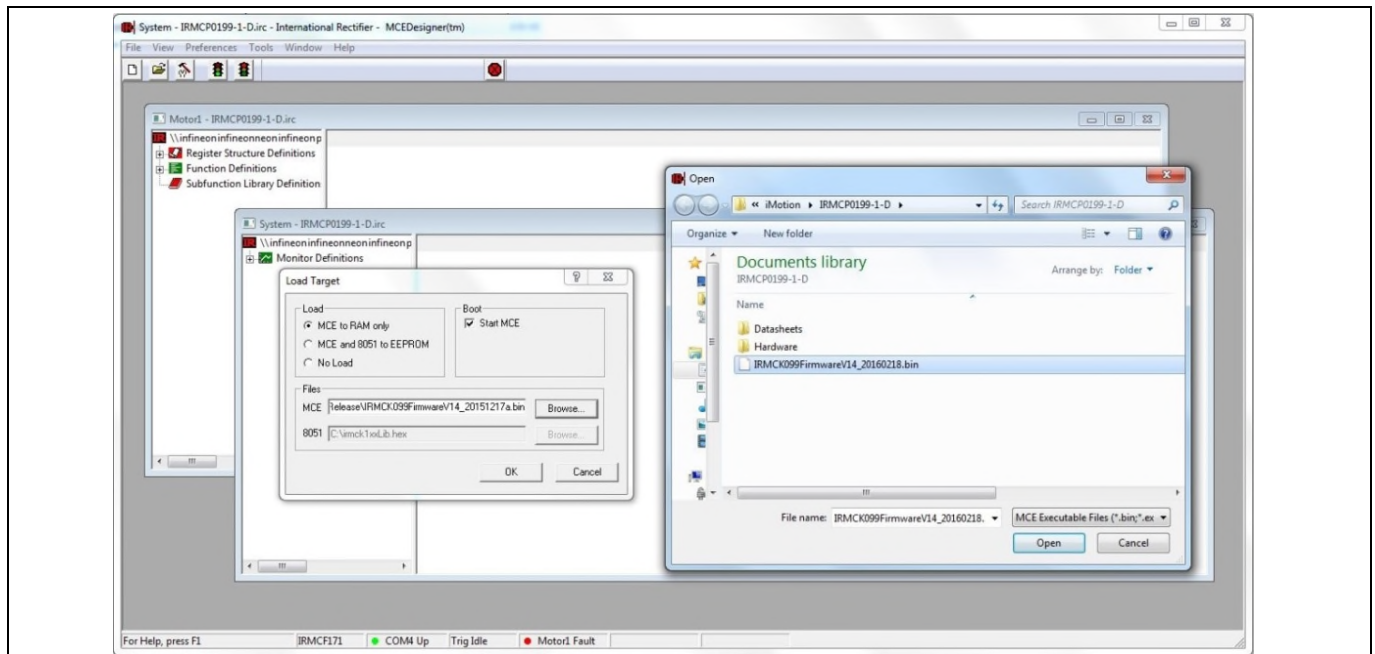 System - IRMCP0199-1-D.irc - International Rectifier - MCEDesigner(tm)
File View Preferences Tools Window Help
Motor1 - IRMCP0199-1-D.irc
\\infineoninfineonneoninfineonp
Register Structure Definitions
Function Definitions
Subfunction Library Definition
System - IRMCP0199-1-D.irc
\\infineoninfineonneoninfineonp
Monitor Definitions
Load Target
Load
MCE to RAM only
MCE and 8051 to EEPROM
No Load
Boot
Start MCE
Files
MCE Release\IRMCK099FirmwareV14_20151217a.bin Browse...
8051 C:\irmck1xxLib.hex Browse...
OK Cancel
Open
« iMotion IRMCP0199-1-D Search IRMCP0199-1-D
Organize New folder
Documents library
IRMCP0199-1-D
Arrange by: Folder
Name
Datasheets
Hardware
IRMCK099FirmwareV14_20160218.bin
File name: IRMCK099FirmwareV14_20160218. MCE Executable Files (*.bin;*.ex
Open Cancel
For Help, press F1 IRMCF171 COM4 Up Trig Idle Motor1 Fault